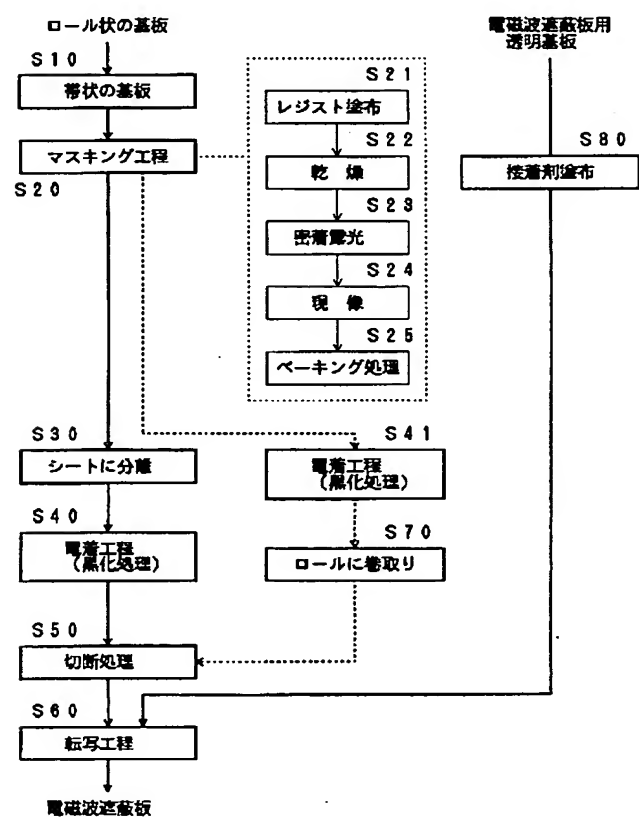 ロール状の基板
S10
帯状の基板
マスキング工程
S20
S21
レジスト塗布
S22
乾 燥
S23
密着露光
S24
現 像
S25
ベーキング処理
電磁波遮蔽板用
透明基板
S80
接着剤塗布
S30
シートに分離
S40
電着工程
(黒化処理)
S41
電着工程
(黒化処理)
S70
ロールに巻取り
S50
切断処理
S60
転写工程
電磁波遮蔽板